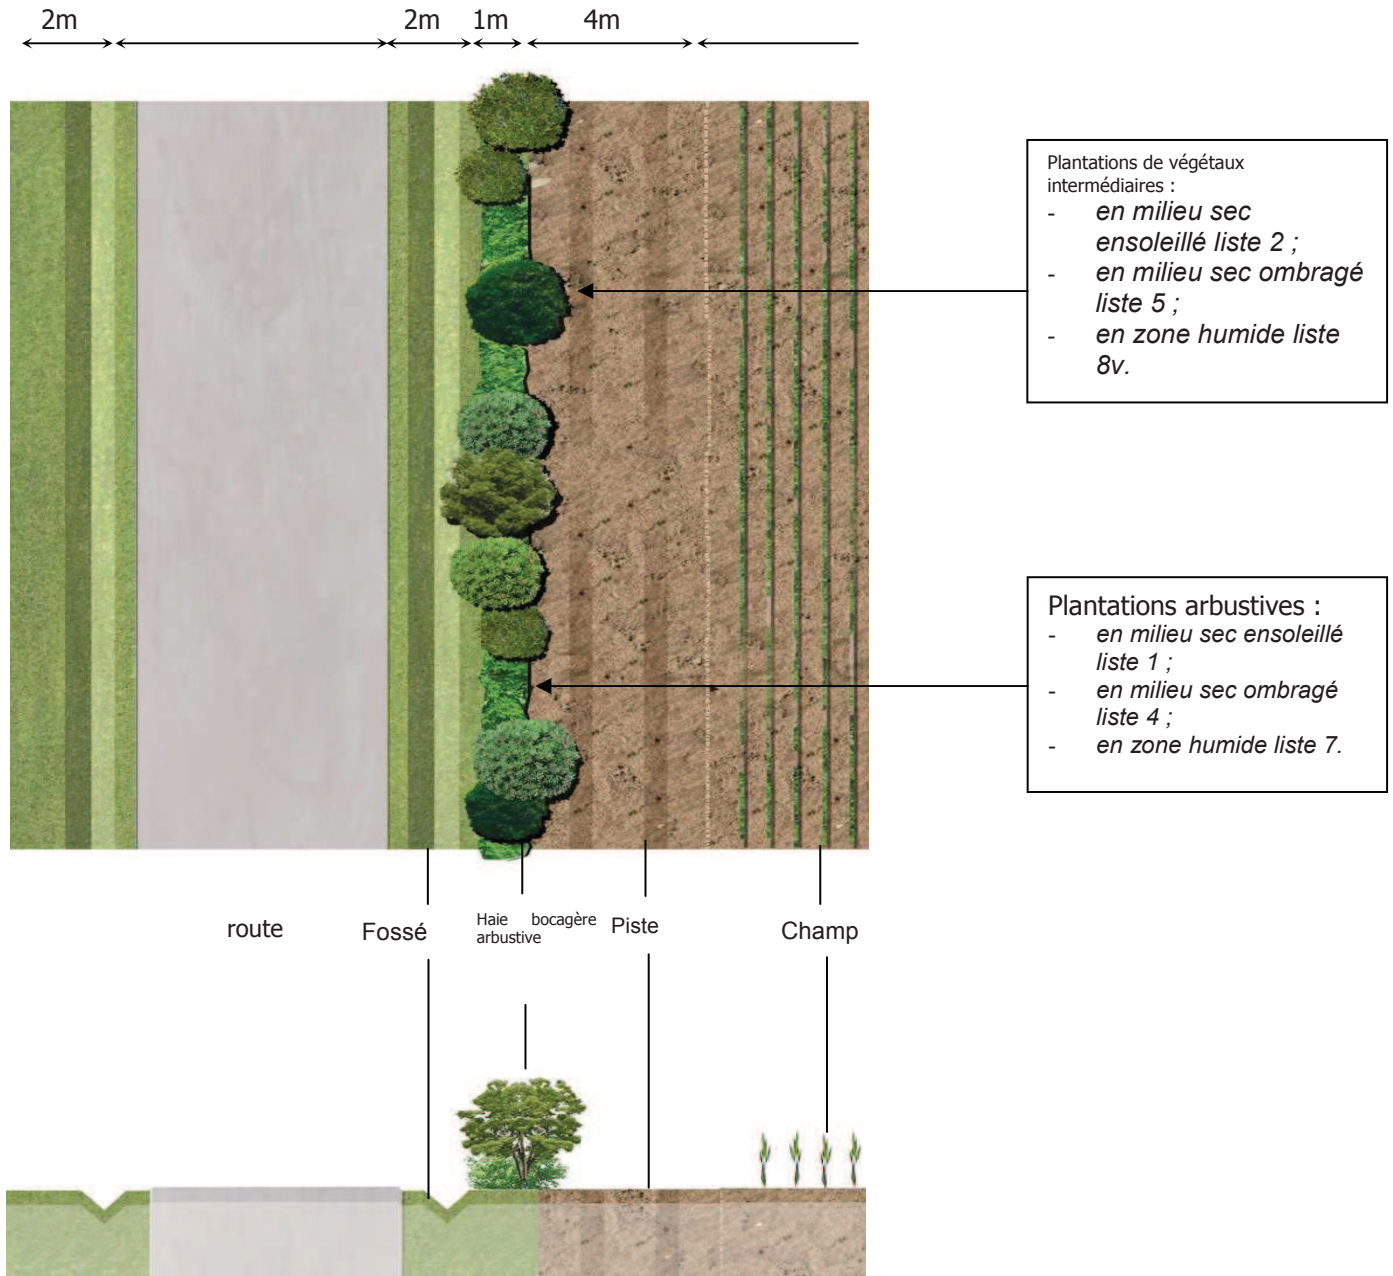 2m 2m 1m 4m
Plantations de végétaux
intermédiaires :
- en milieu sec
ensoleillé liste 2 ;
- en milieu sec ombragé
liste 5 ;
- en zone humide liste
8v.
Plantations arbustives :
- en milieu sec ensoleillé
liste 1 ;
- en milieu sec ombragé
liste 4 ;
- en zone humide liste 7.
route
Fossé
Haie bocagère
arbustive
Piste
Champ